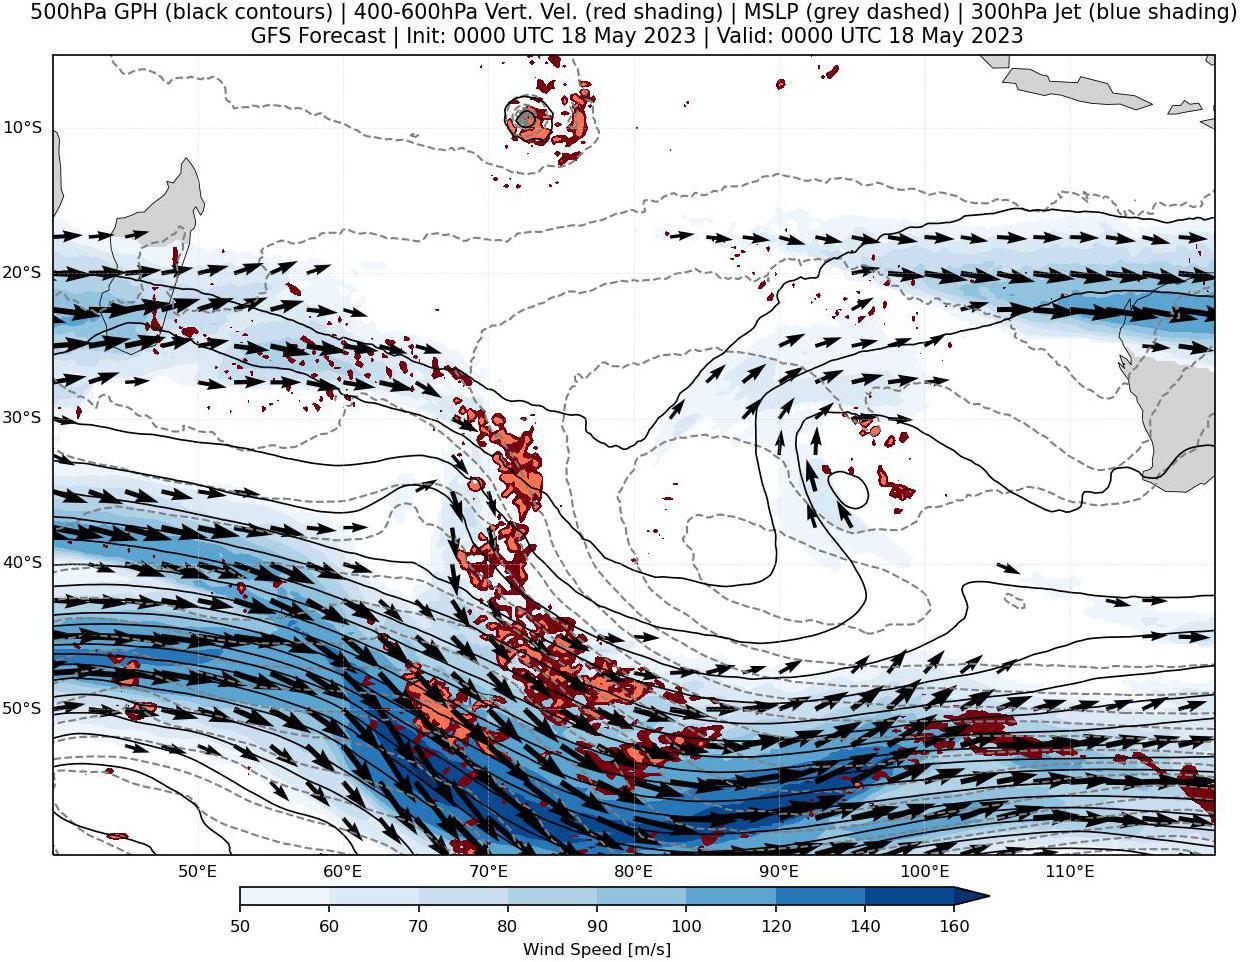 500hPa GPH (black contours) | 400-600hPa Vert. Vel. (red shading) | MSLP (grey dashed) | 300hPa Jet (blue shading)
GFS Forecast | Init: 0000 UTC 18 May 2023 | Valid: 0000 UTC 18 May 2023
10°S
20°S
30°S
40°S
50°S
50°E 60°E 70°E 80°E 90°E 100°E 110°E
50 60 70 80 90 100 120 140 160
Wind Speed [m/s]